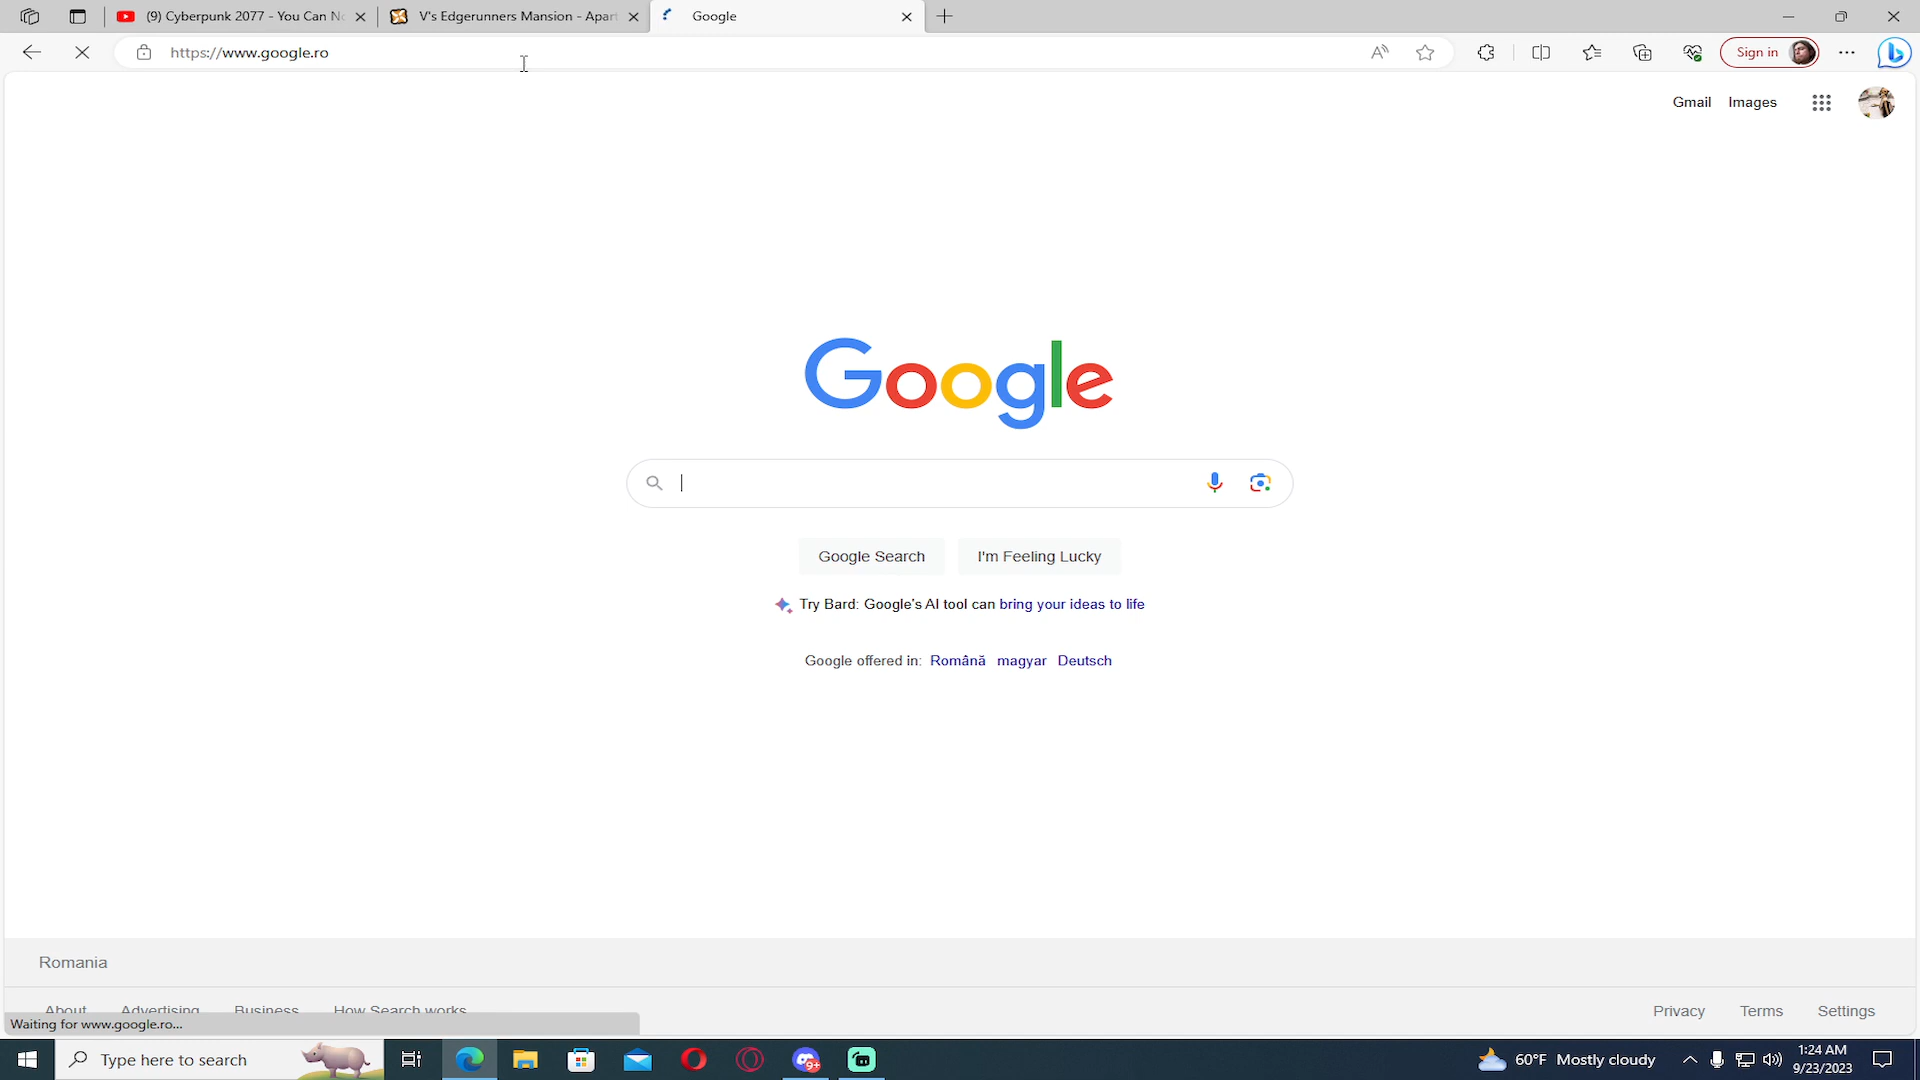 (9) Cyberpunk 2077 - You Can No
V's Edgerunners Mansion - Apar
Google
https://www.google.ro
Sign in
Gmail Images
Google
Google Search
I'm Feeling Lucky
Try Bard: Google's AI tool can bring your ideas to life
Google offered in: Română magyar Deutsch
Romania
About Advertising Business How Search works
Privacy Terms Settings
Waiting for www.google.ro...
Type here to search
9+
60°F Mostly cloudy
1:24 AM
9/23/2023